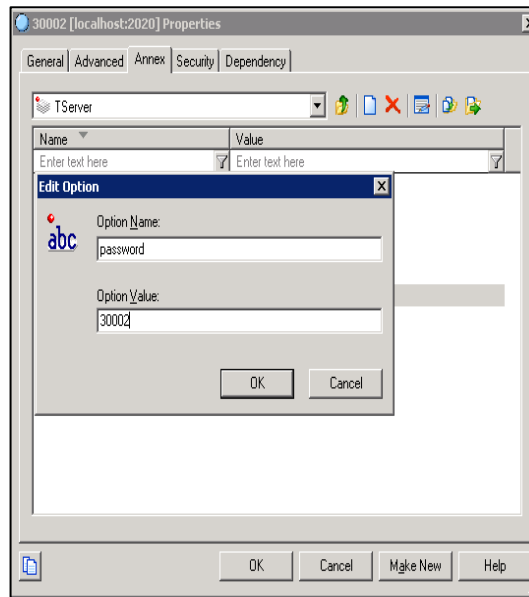 30002 [localhost:2020] Properties
General Advanced Annex Security Dependency
TServer
Name Value
Enter text here Enter text here
Edit Option
abc
Option Name:
password
Option Value:
30002
OK Cancel
OK Cancel Make New Help